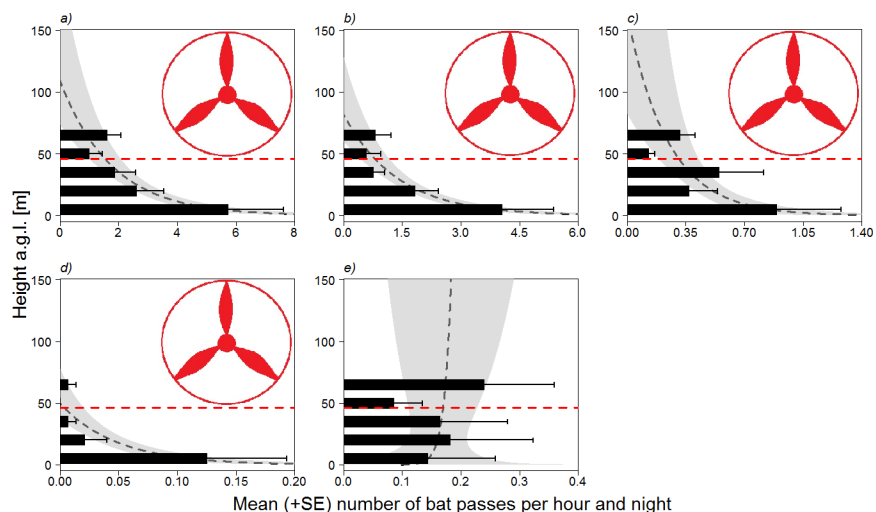 a)
b)
c)
150
100
50
0
0 2 4 6 8
150
100
50
0
0.0 1.5 3.0 4.5 6.0
150
100
50
0
0.00 0.35 0.70 1.05 1.40
Height a.g.l. [m]
d)
e)
150
100
50
0
0.00 0.05 0.10 0.15 0.20
150
100
50
0
0.0 0.1 0.2 0.3 0.4
Mean (+SE) number of bat passes per hour and night